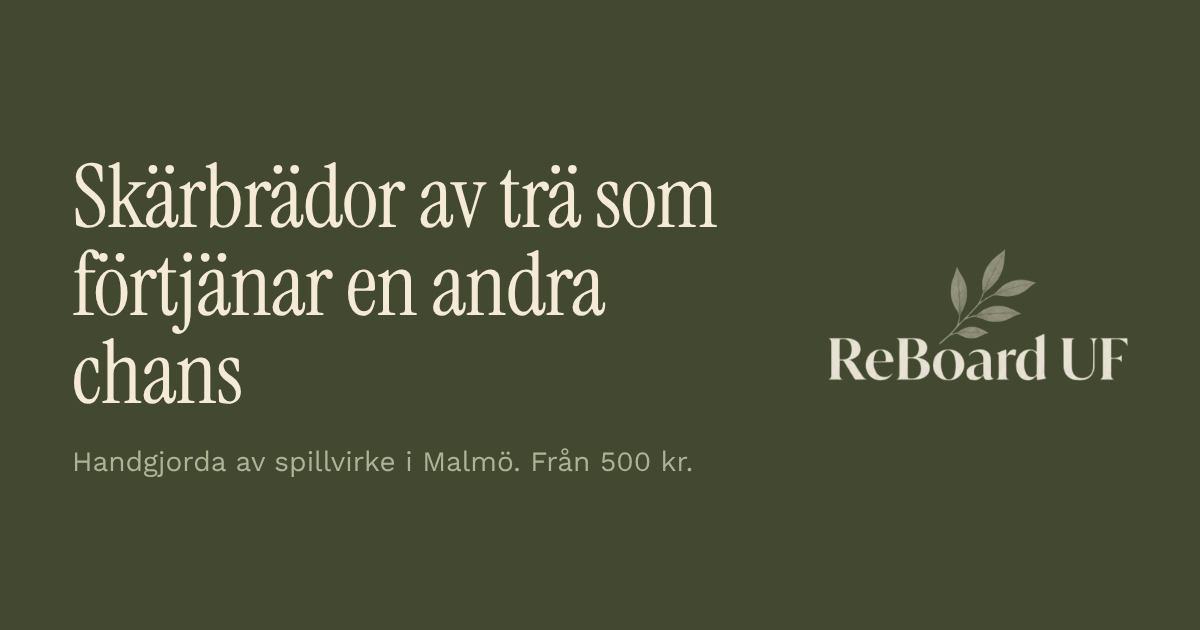 Skärbrädor av trä som
förtjänar en andra
chans
Handgjorda av spillvirke i Malmö. Från 500 kr.
ReBoard UF